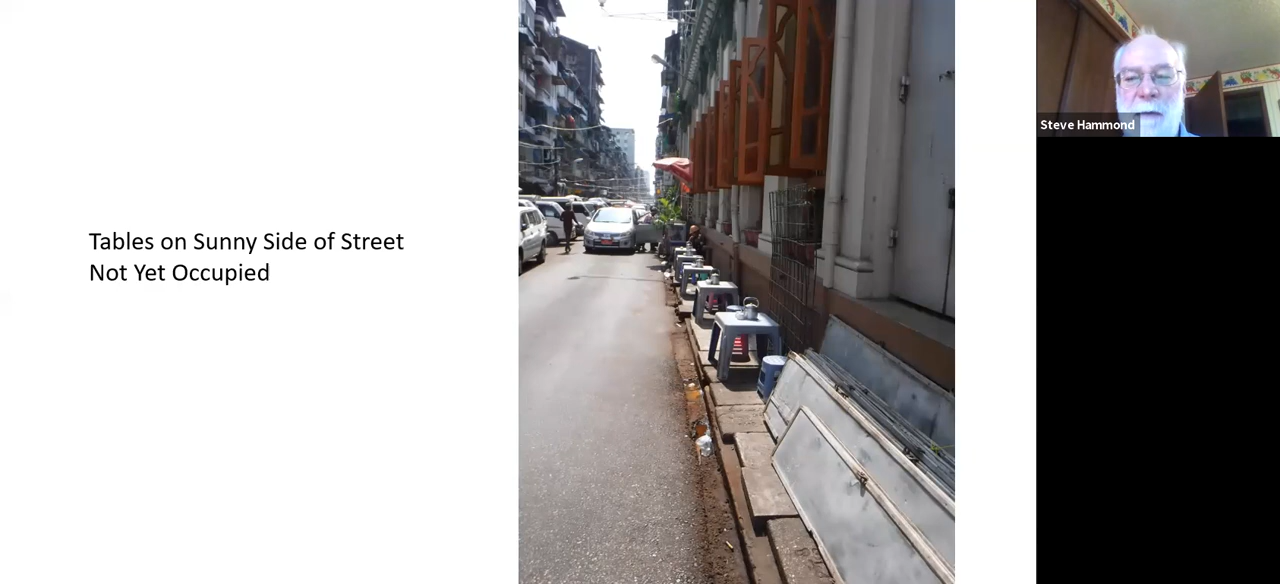 Tables on Sunny Side of Street
Not Yet Occupied
Steve Hammond